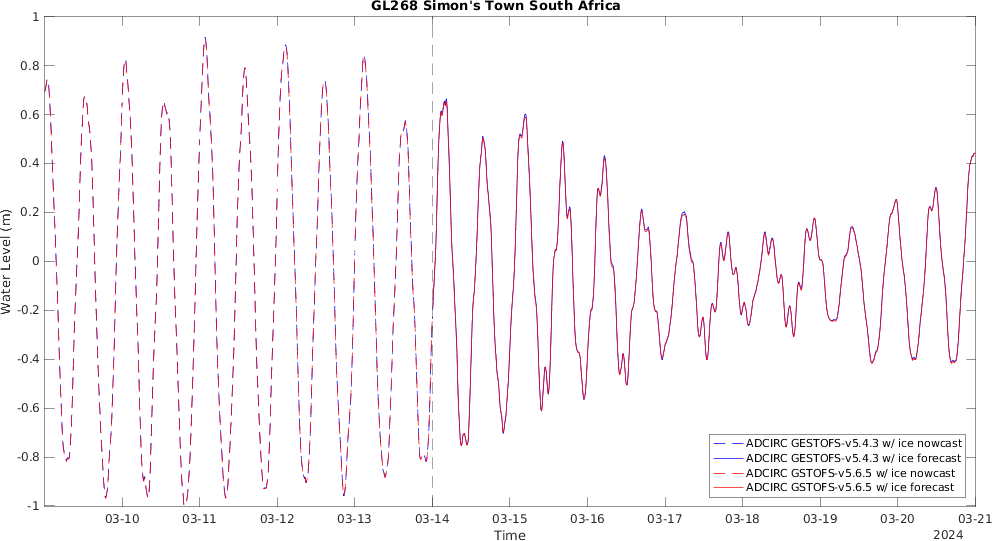 GL268 Simon's Town South Africa
Water Level (m)
1
0.8
0.6
0.4
0.2
0
-0.2
-0.4
-0.6
-0.8
-1
ADCIRC GESTOFS-v5.4.3 w/ ice nowcast
ADCIRC GESTOFS-v5.4.3 w/ ice forecast
ADCIRC GSTOFS-v5.6.5 w/ ice nowcast
ADCIRC GSTOFS-v5.6.5 w/ ice forecast
03-10 03-11 03-12 03-13 03-14 03-15 03-16 03-17 03-18 03-19 03-20 03-21
Time
2024